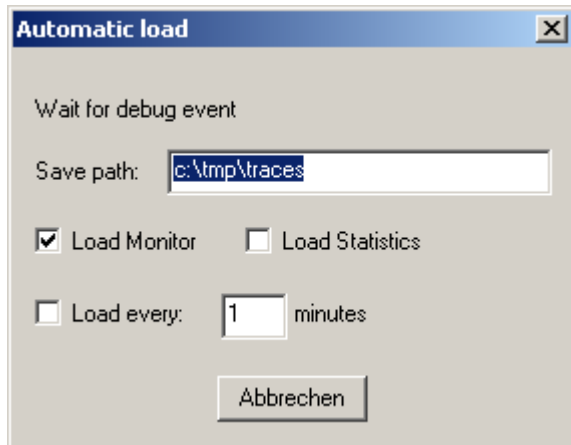 Automatic load
Wait for debug event
Save path: c:\tmp\traces
Load Monitor Load Statistics
Load every: 1 minutes
Abbrechen